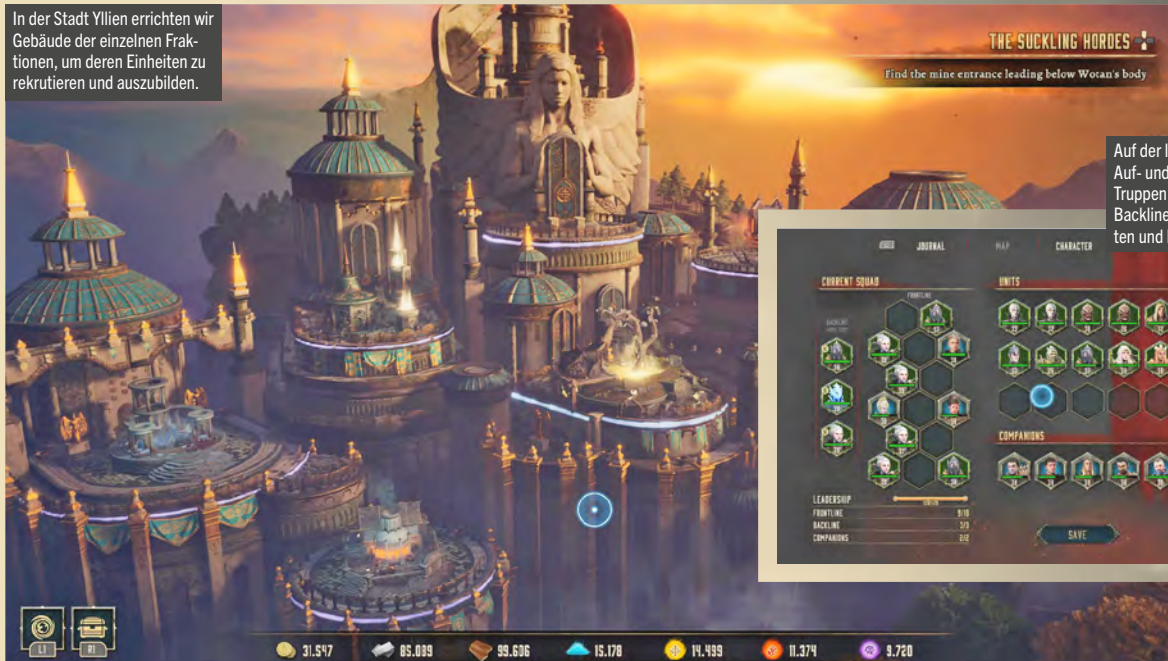 In der Stadt Yllien errichten wir
Gebäude der einzelnen Frak-
tionen, um deren Einheiten zu
rekrutieren und auszubilden.
THE SUCKLING HORDES
Find the mine entrance leading below Wotan's body
Auf der
Auf- und
Truppen
Backline
ten und
JOURNAL
MAP
CHARACTER
CURRENT SQUAD
FRONTLINE
BACKLINE
UNITS
COMPANIONS
LEADERSHIP
FRONTLINE 9/10
BACKLINE 3/3
COMPANIONS 2/2
SAVE
L1 R1
31.547 85.089 99.606 15.178 14.499 11.374 9.720